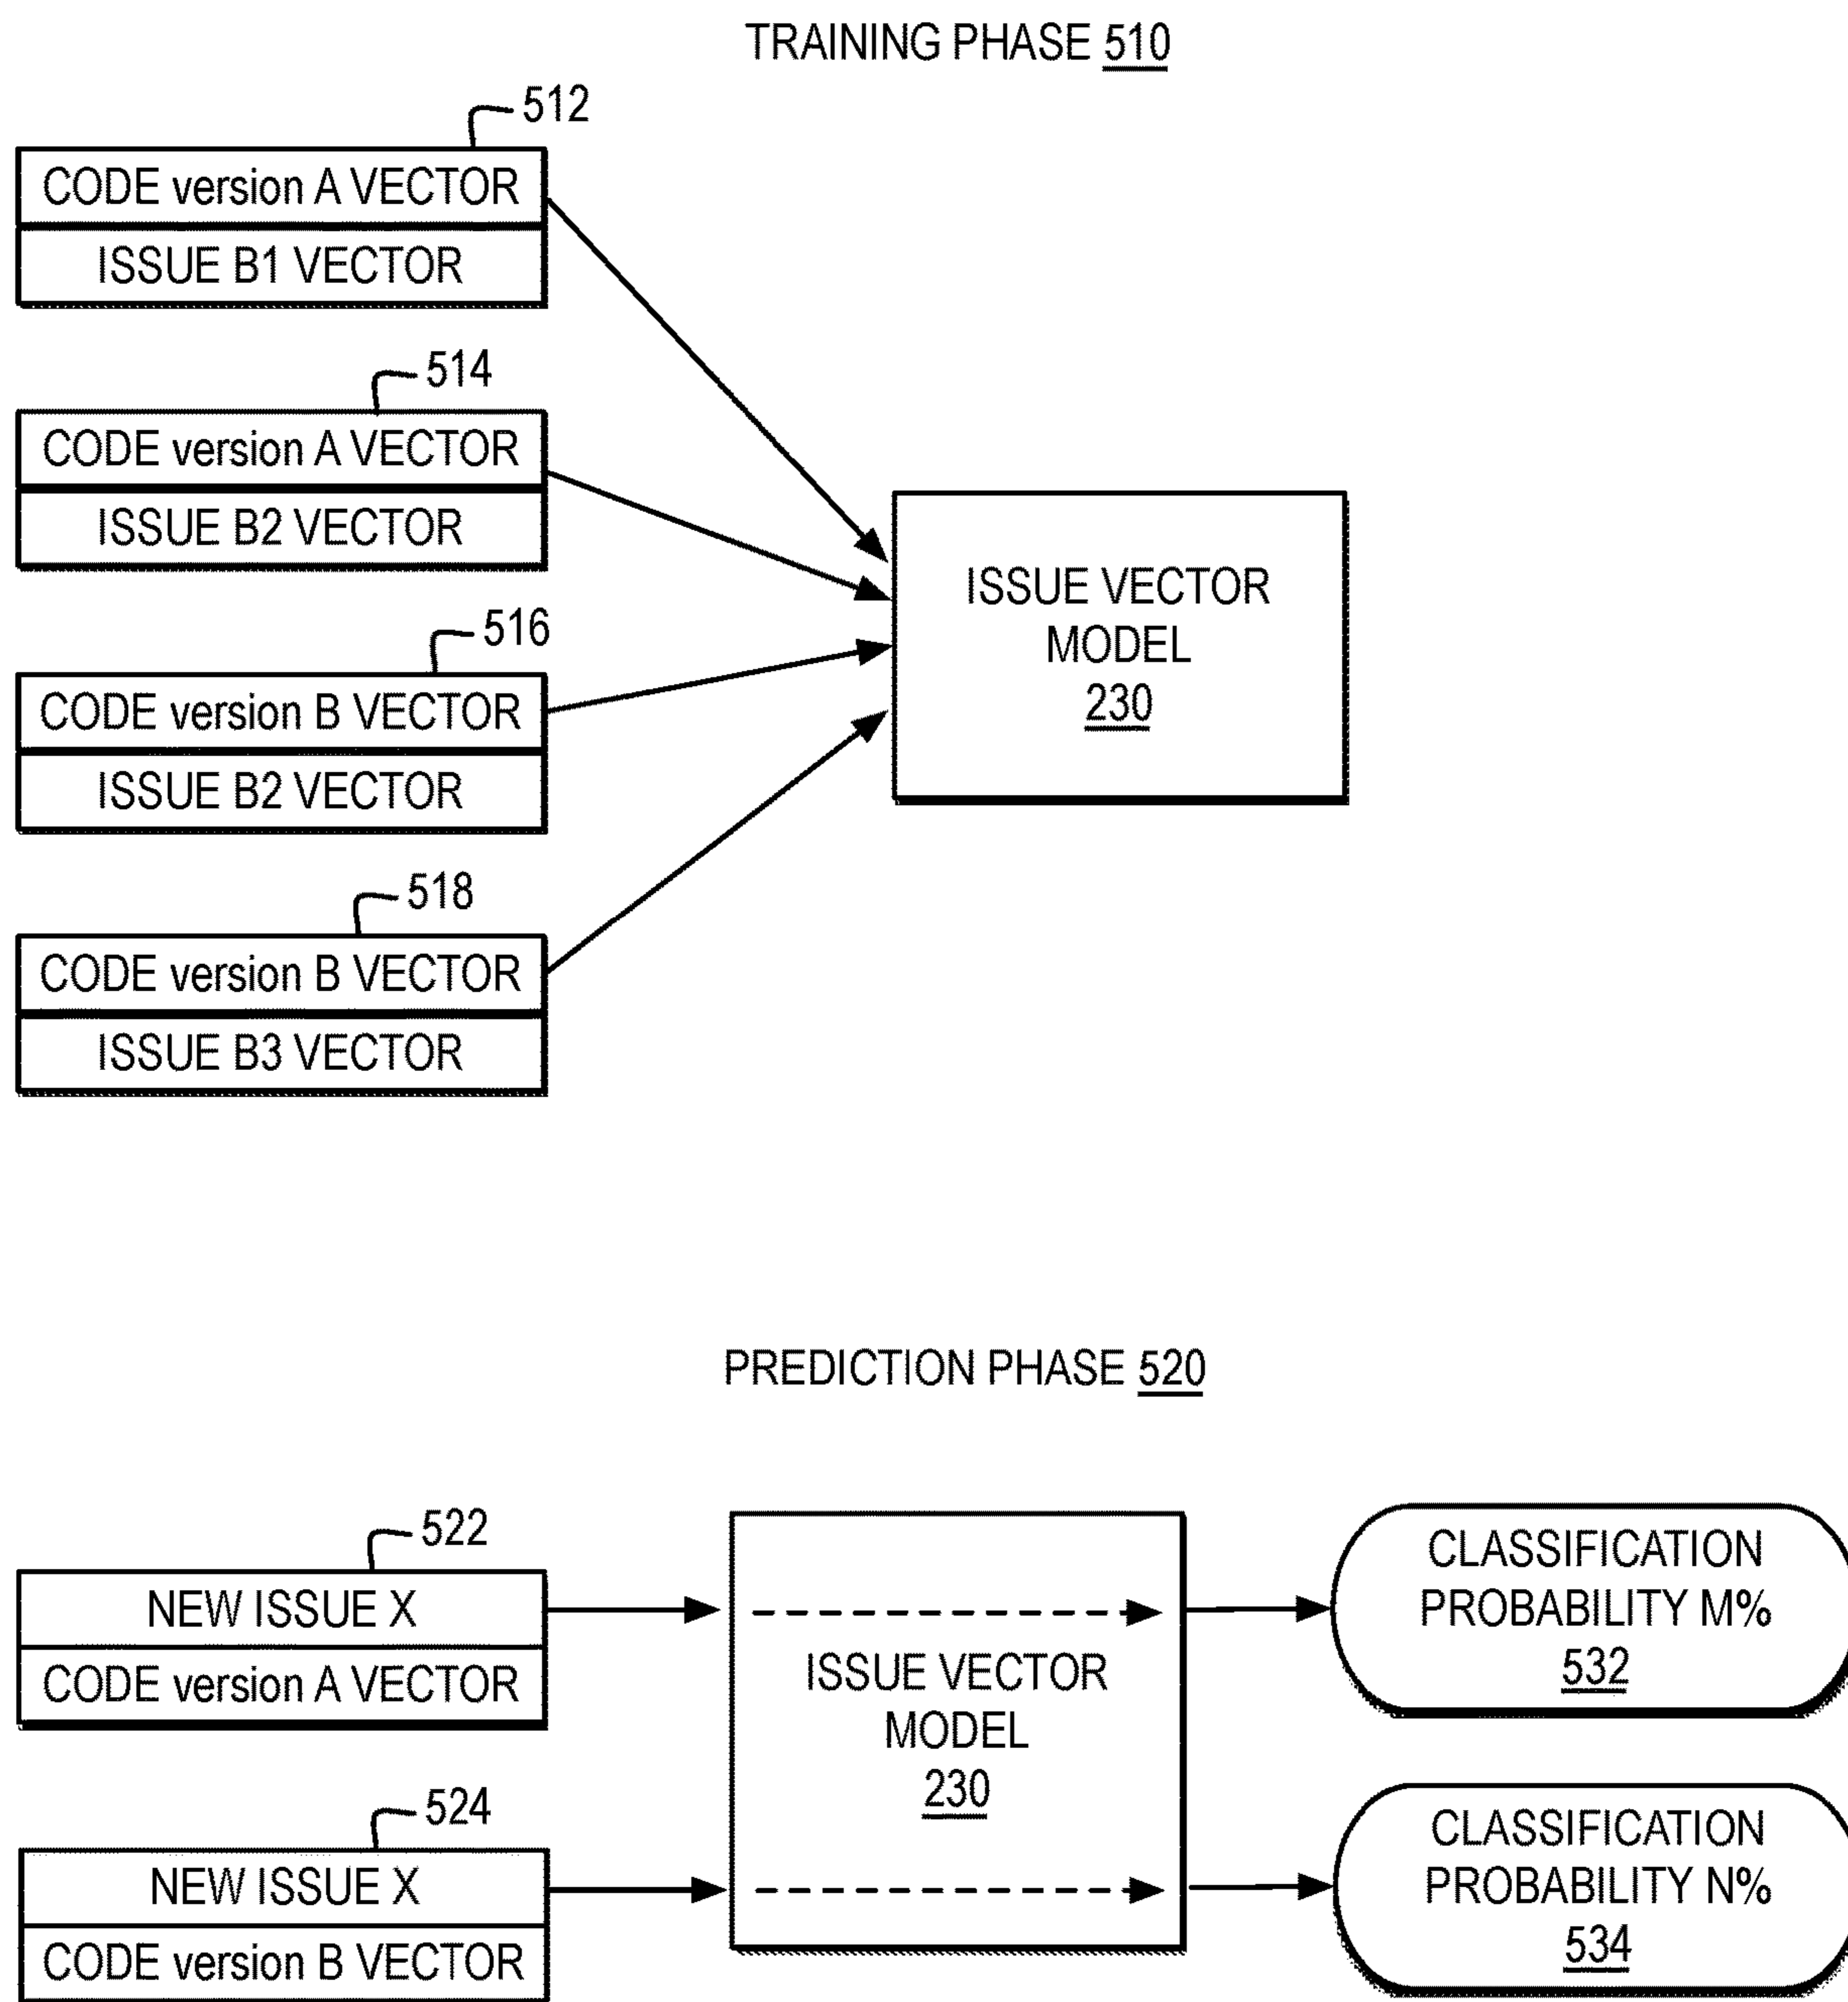 TRAINING PHASE 510
512
CODE version A VECTOR
ISSUE B1 VECTOR
514
CODE version A VECTOR
ISSUE B2 VECTOR
516
CODE version B VECTOR
ISSUE B2 VECTOR
518
CODE version B VECTOR
ISSUE B3 VECTOR
ISSUE VECTOR
MODEL
230
PREDICTION PHASE 520
522
NEW ISSUE X
CODE version A VECTOR
524
NEW ISSUE X
CODE version B VECTOR
ISSUE VECTOR
MODEL
230
CLASSIFICATION
PROBABILITY M%
532
CLASSIFICATION
PROBABILITY N%
534